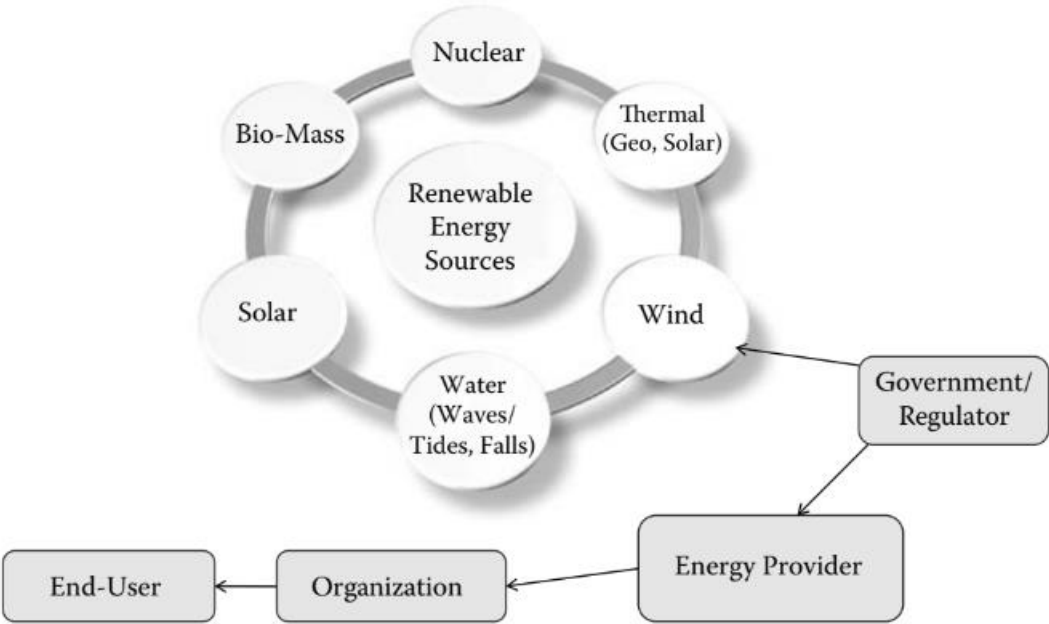 Nuclear
Thermal
(Geo, Solar)
Bio-Mass
Renewable
Energy
Sources
Solar
Wind
Water
(Waves/
Tides, Falls)
Government/
Regulator
Energy Provider
Organization
End-User